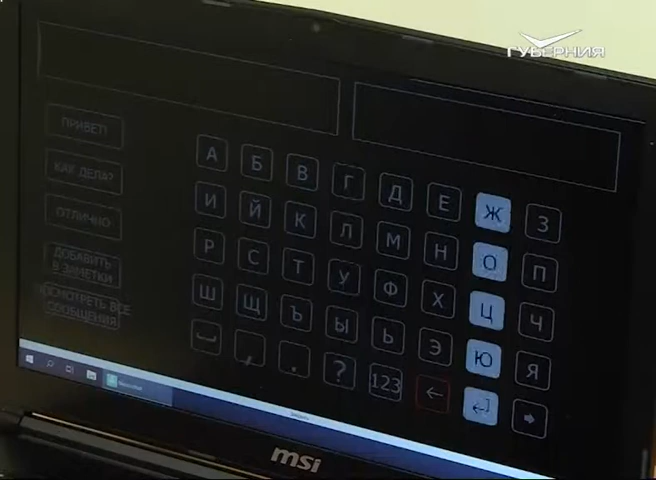 ГУБЕРНИЯ
ПРИВЕТ!
КАК ДЕЛА?
ОТЛИЧНО
ДОБАВИТЬ
В ЗАМЕТКИ
ПОСМОТРЕТЬ ВСЕ
СООБЩЕНИЯ
А Б В Г Д Е Ж З
И Й К Л М Н О П
Р С Т У Ф Х Ц Ч
Ш Щ Ъ Ы Ь Э Ю Я
, . ? 123
msi